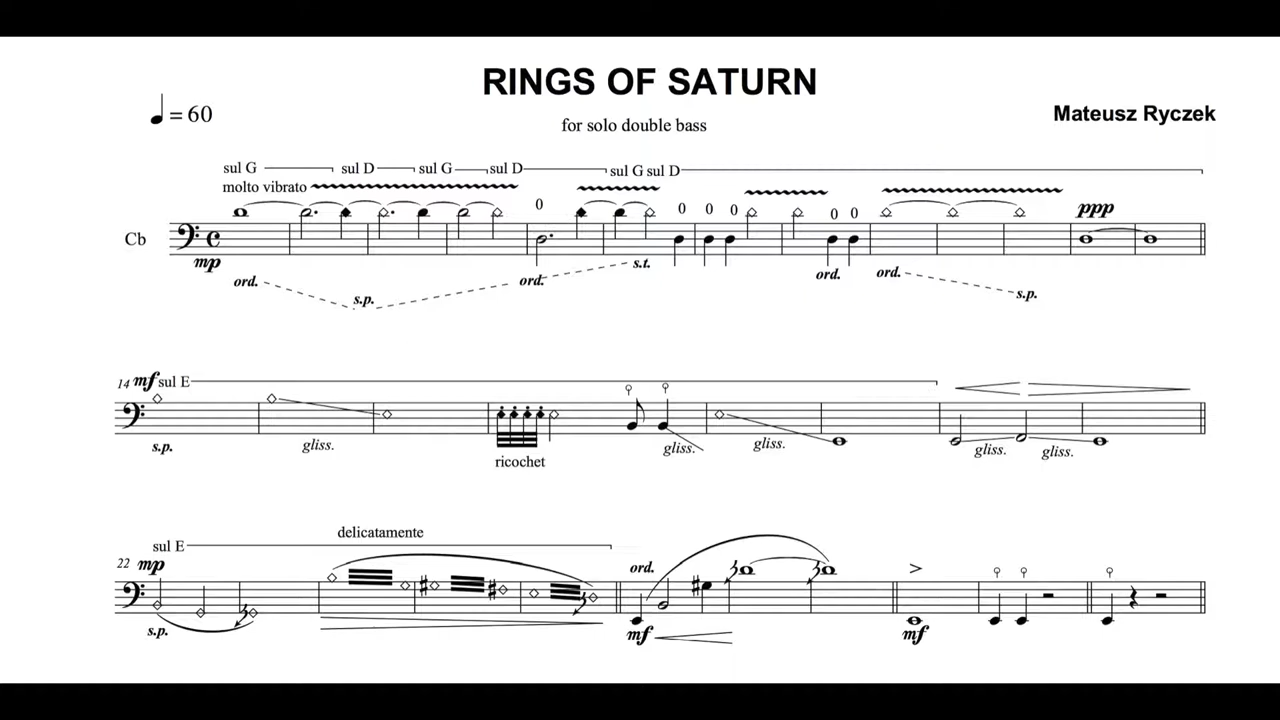 RINGS OF SATURN
♩ = 60
Mateusz Ryczek
for solo double bass
sul G sul D sul G sul D sul G sul D
molto vibrato
0 0 0 0 0 0 ppp
Cb
mp
ord. s.p. ord. s.t. ord. ord. s.p.
14 mf sul E
s.p. gliss. ricochet gliss. gliss. gliss. gliss.
delicatamente
sul E
22 mp ord.
s.p. mf mf